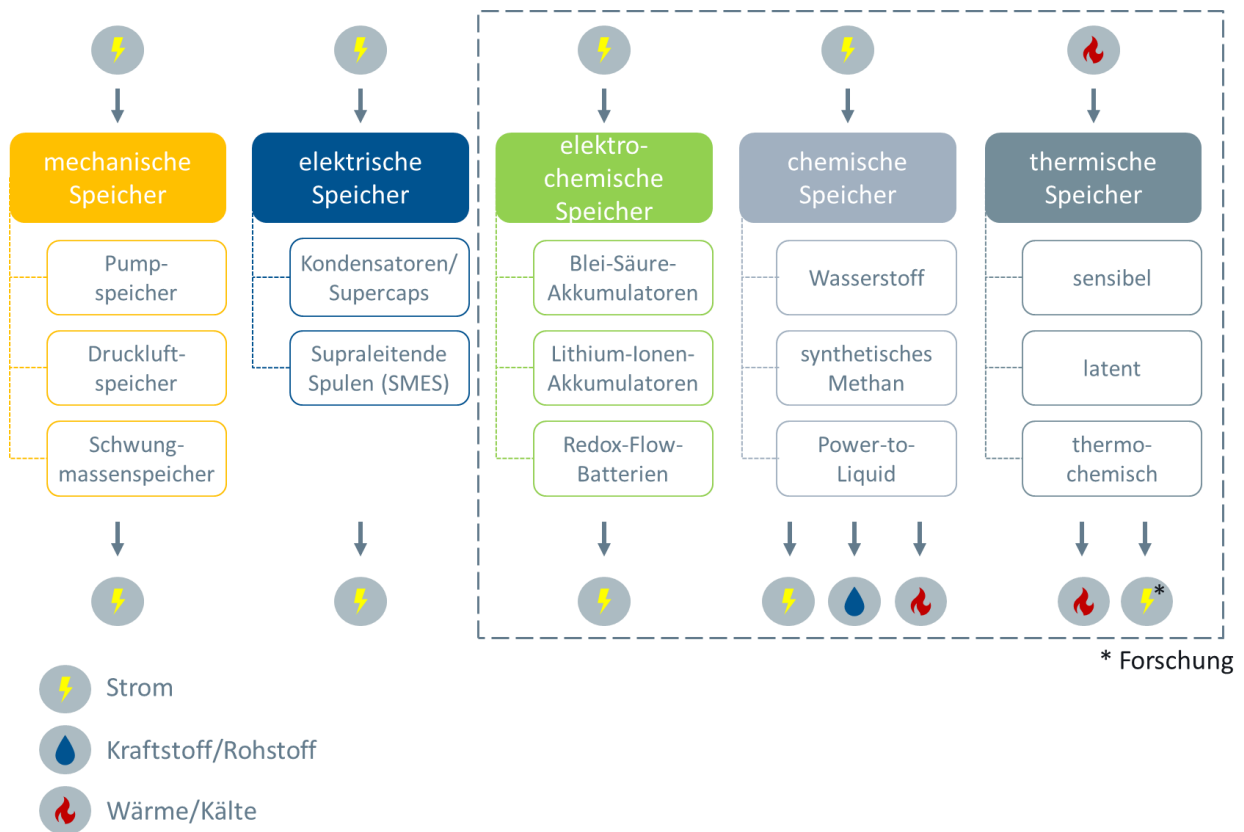 mechanische
Speicher
Pump-
speicher
Druckluft-
speicher
Schwung-
massenspeicher
elektrische
Speicher
Kondensatoren/
Supercaps
Supraleitende
Spulen (SMES)
elektro-
chemische
Speicher
Blei-Säure-
Akkumulatoren
Lithium-Ionen-
Akkumulatoren
Redox-Flow-
Batterien
chemische
Speicher
Wasserstoff
synthetisches
Methan
Power-to-
Liquid
thermische
Speicher
sensibel
latent
thermo-
chemisch
*
* Forschung
Strom
Kraftstoff/Rohstoff
Wärme/Kälte